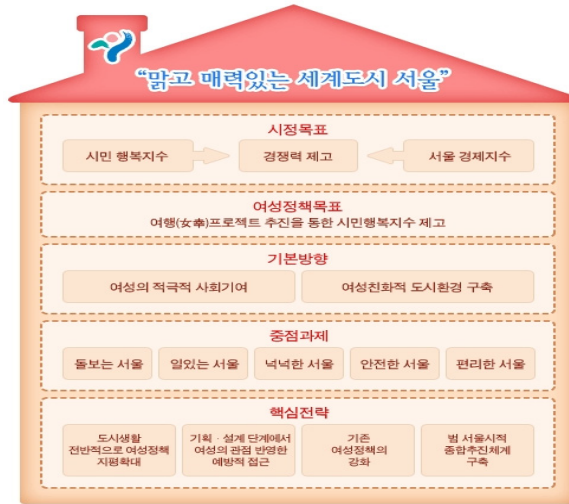 “맑고 매력있는 세계도시 서울”
시정목표
시민 행복지수
경쟁력 제고
서울 경제지수
여성정책목표
여행(女幸)프로젝트 추진을 통한 시민행복지수 제고
기본방향
여성의 적극적 사회기여
여성친화적 도시환경 구축
중점과제
돌보는 서울
일있는 서울
넉넉한 서울
안전한 서울
편리한 서울
핵심전략
도시생활
전반적으로 여성정책
지평확대
기획 · 설계 단계에서
여성의 관점 반영한
예방적 접근
기존
여성정책의
강화
범 서울시적
종합추진체계
구축